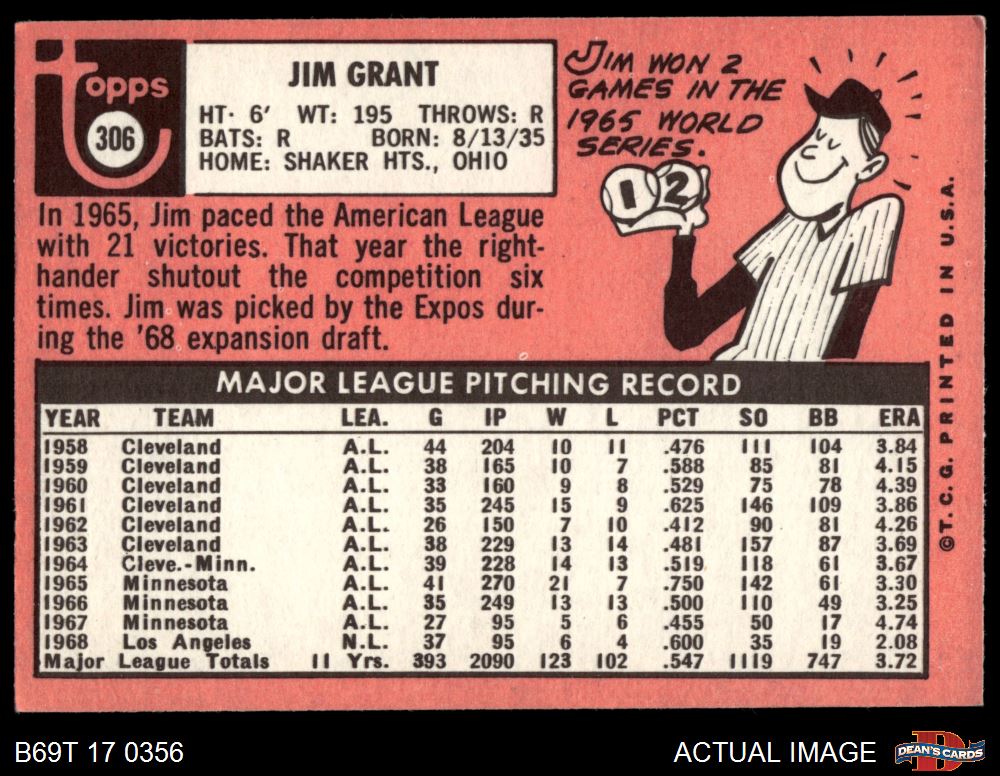 topps
306
JIM GRANT
HT· 6' WT: 195 THROWS: R
BATS: R BORN: 8/13/35
HOME: SHAKER HTS., OHIO
JIM WON 2
GAMES IN THE
1965 WORLD
SERIES.
1 2
In 1965, Jim paced the American League
with 21 victories. That year the right-
hander shutout the competition six
times. Jim was picked by the Expos dur-
ing the '68 expansion draft.
MAJOR LEAGUE PITCHING RECORD
YEAR TEAM LEA. G IP W L PCT SO BB ERA
1958 Cleveland A.L. 44 204 10 11 .476 111 104 3.84
1959 Cleveland A.L. 38 165 10 7 .588 85 81 4.15
1960 Cleveland A.L. 33 160 9 8 .529 75 78 4.39
1961 Cleveland A.L. 35 245 15 9 .625 146 109 3.86
1962 Cleveland A.L. 26 150 7 10 .412 90 81 4.26
1963 Cleveland A.L. 38 229 13 14 .481 157 87 3.69
1964 Cleve.-Minn. A.L. 39 228 14 13 .519 118 61 3.67
1965 Minnesota A.L. 41 270 21 7 .750 142 61 3.30
1966 Minnesota A.L. 35 249 13 13 .500 110 49 3.25
1967 Minnesota A.L. 27 95 5 6 .455 50 17 4.74
1968 Los Angeles N.L. 37 95 6 4 .600 35 19 2.08
Major League Totals 11 Yrs. 393 2090 123 102 .547 1119 747 3.72
©T. C. G. PRINTED IN U.S.A.
B69T 17 0356
ACTUAL IMAGE
D
DEAN'S CARDS